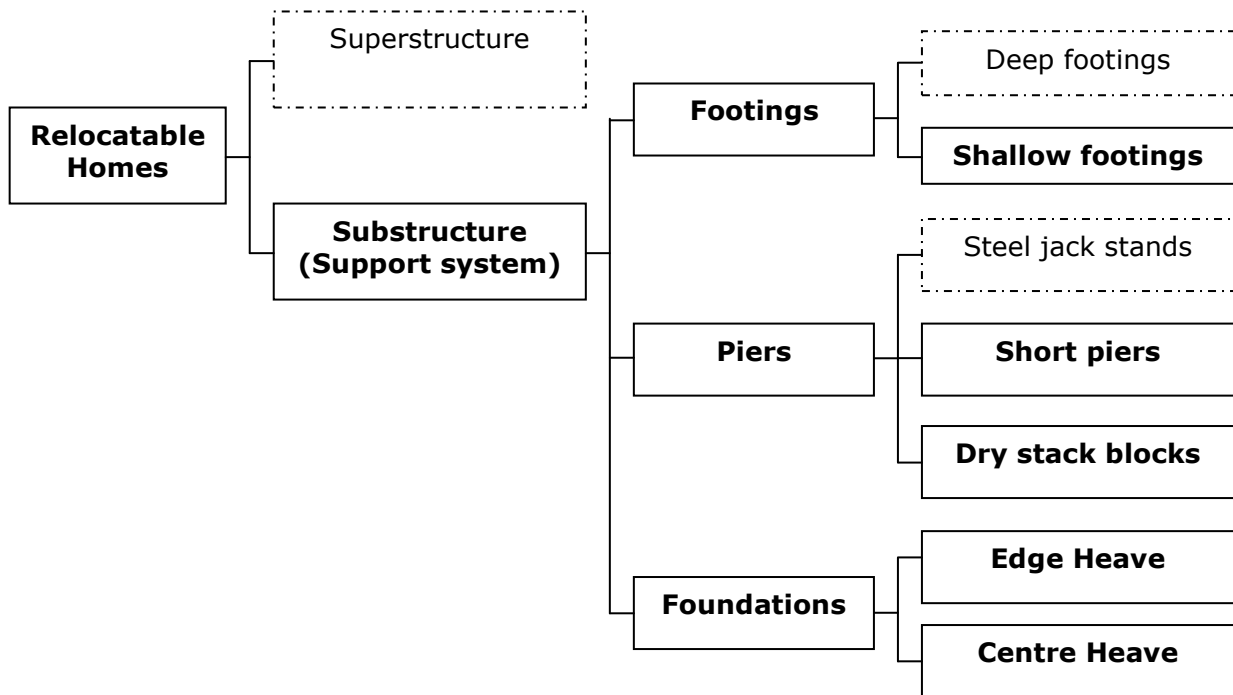 Relocatable
Homes
Superstructure
Substructure
(Support system)
Footings
Deep footings
Shallow footings
Piers
Steel jack stands
Short piers
Dry stack blocks
Foundations
Edge Heave
Centre Heave